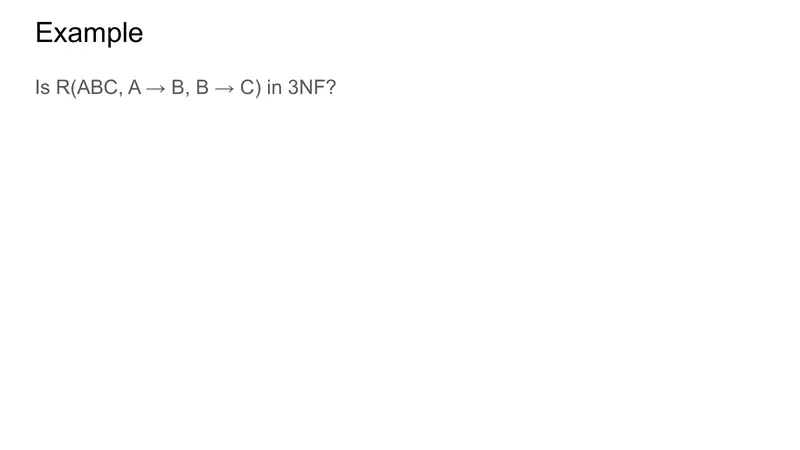 Example
Is R(ABC, A → B, B → C) in 3NF?